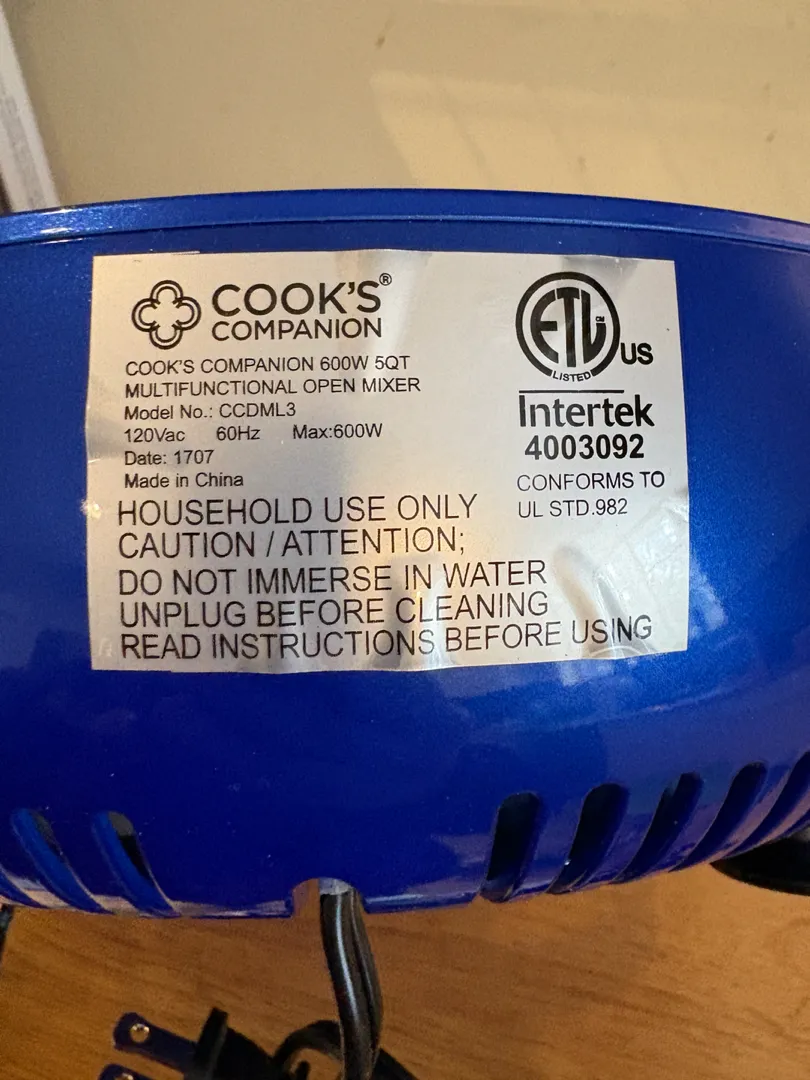 COOK'S®
COMPANION
COOK'S COMPANION 600W 5QT
MULTIFUNCTIONAL OPEN MIXER
Model No.: CCDML3
120Vac 60Hz Max:600W
Date: 1707
Made in China
HOUSEHOLD USE ONLY
CAUTION / ATTENTION;
DO NOT IMMERSE IN WATER
UNPLUG BEFORE CLEANING
READ INSTRUCTIONS BEFORE USING
ETL CM
LISTED
US
Intertek
4003092
CONFORMS TO
UL STD.982